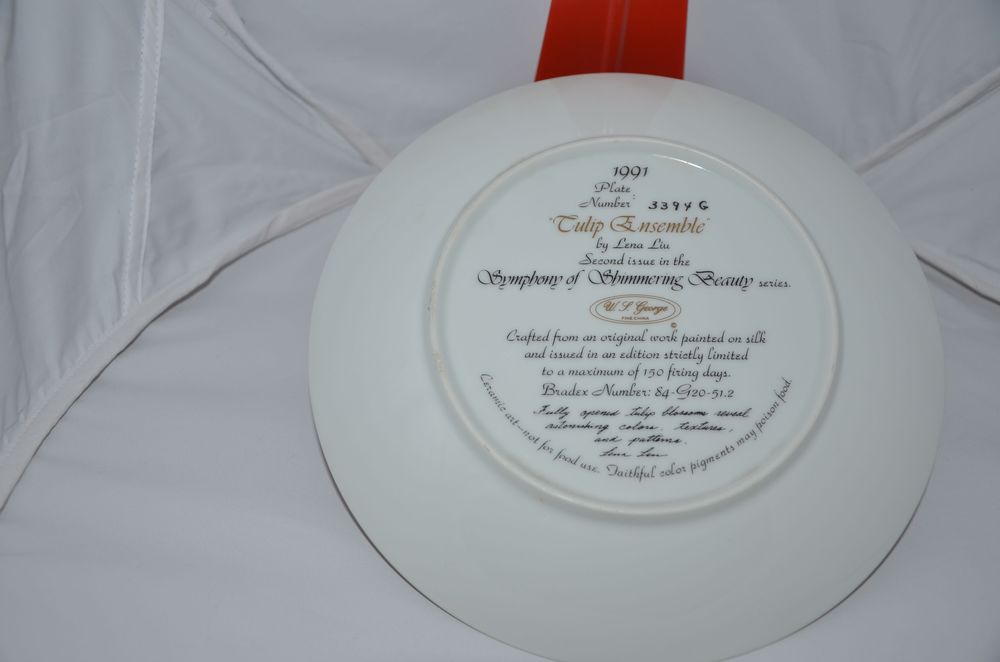 1991
Plate
Number: 3394G
"Tulip Ensemble"
by Lena Liu
Second issue in the
Symphony of Shimmering Beauty series.
W. S. George
FINE CHINA
©
Crafted from an original work painted on silk
and issued in an edition strictly limited
to a maximum of 150 firing days.
Bradex Number: 84-G20-51.2
Fully opened tulip blossoms reveal
astonishing colors, textures,
and patterns.
Lena Liu
Ceramic art—not for food use. Faithful color pigments may poison food.